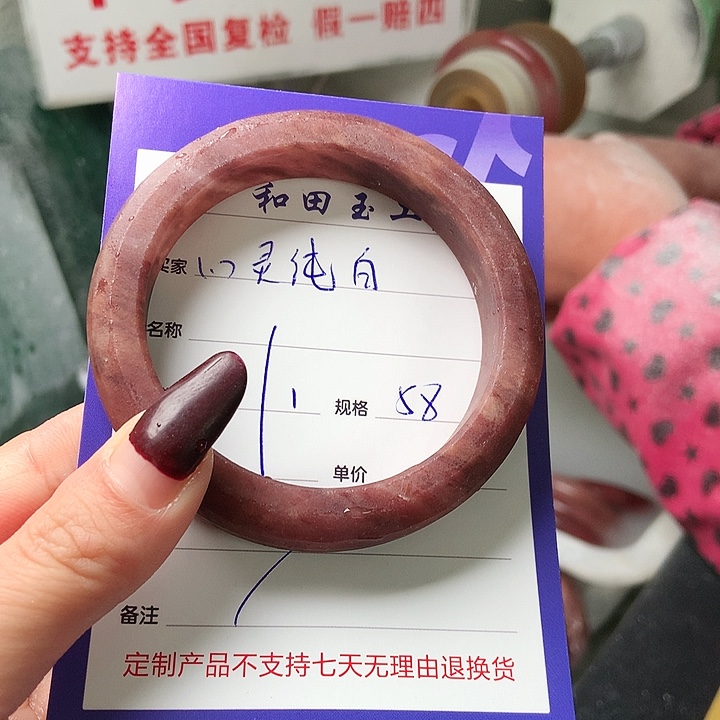 支持全国复检 假一赔四
和田玉
买家 心灵纯白
名称
1 规格 58
单价
备注
定制产品不支持七天无理由退换货